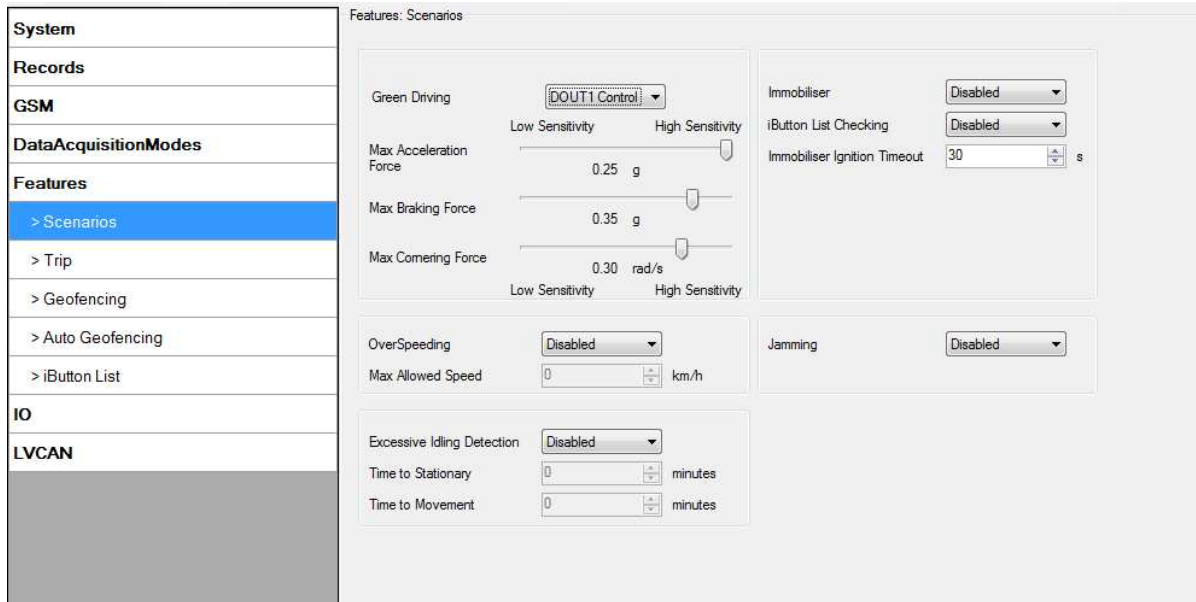 System
Records
GSM
DataAcquisitionModes
Features
> Scenarios
> Trip
> Geofencing
> Auto Geofencing
> iButton List
IO
LVCAN
Features: Scenarios
Green Driving DOUT1 Control
Low Sensitivity High Sensitivity
Max Acceleration
Force
0.25 g
Max Braking Force
0.35 g
Max Cornering Force
0.30 rad/s
Low Sensitivity High Sensitivity
Immobiliser Disabled
iButton List Checking Disabled
Immobiliser Ignition Timeout 30 s
OverSpeeding Disabled
Max Allowed Speed 0 km/h
Jamming Disabled
Excessive Idling Detection Disabled
Time to Stationary 0 minutes
Time to Movement 0 minutes